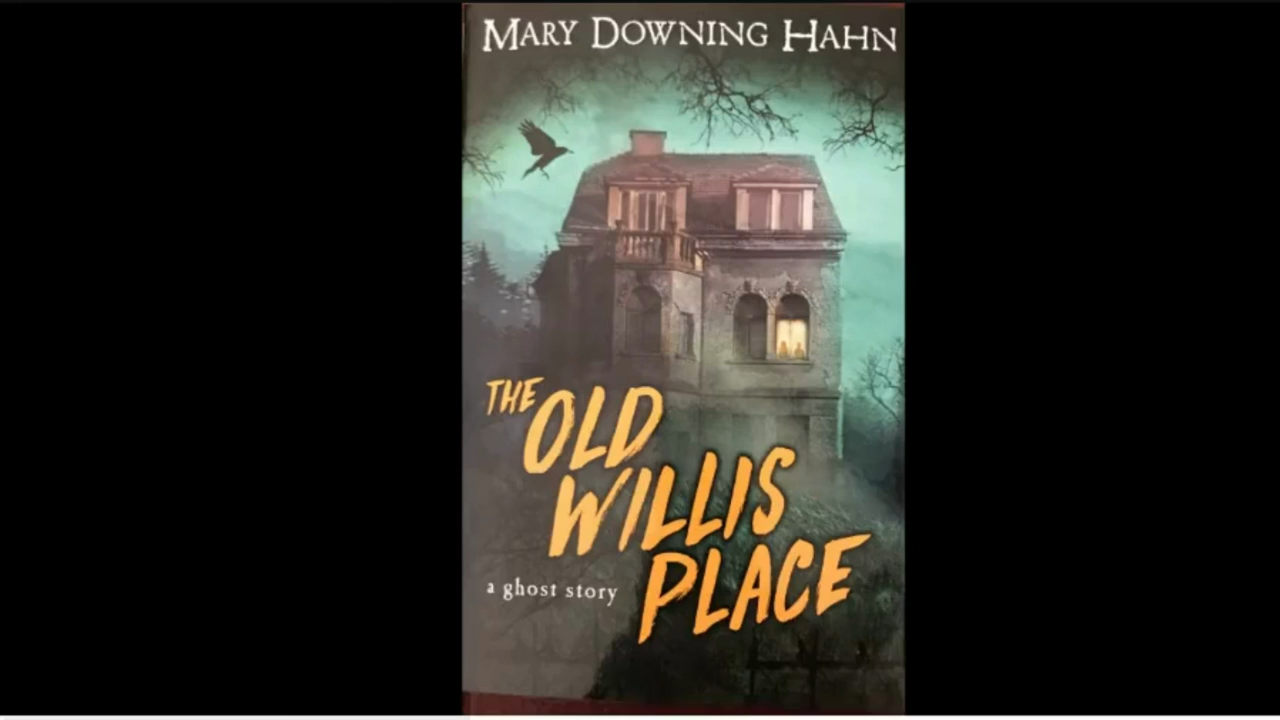 MARY DOWNING HAHN
THE
OLD
WILLIS
PLACE
a ghost story